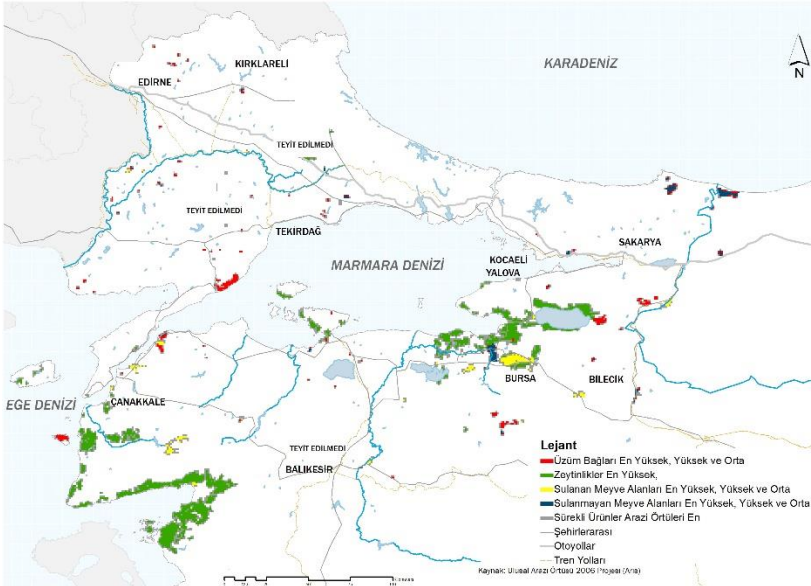 KARADENİZ
N
KIRKLARELİ
EDİRNE
TEYİT EDİLMEDİ
TEYİT EDİLMEDİ
TEKİRDAĞ
SAKARYA
KOCAELİ
MARMARA DENİZİ
YALOVA
EGE DENİZİ
ÇANAKKALE
BURSA
BİLECİK
TEYİT EDİLMEDİ
BALIKESİR
Lejant
Üzüm Bağları En Yüksek, Yüksek ve Orta
Zeytinlikler En Yüksek,
Sulanan Meyve Alanları En Yüksek, Yüksek ve Orta
Sulanmayan Meyve Alanları En Yüksek, Yüksek ve Orta
Sürekli Ürünler Arazi Örtüleri En
Şehirlerarası
Otoyollar
Tren Yolları
Kaynak: Ulusal Arazi Örtüsü 2006 Projesi (Aris)